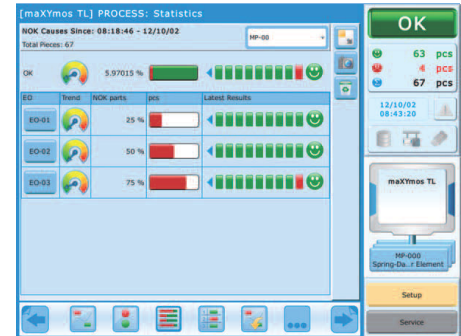 [maXYmos TL] PROCESS: Statistics
NOK Causes Since: 08:18:46 - 12/10/02
Total Pieces: 67
MP-00
OK
5.97015 %
EO
Trend
NOK parts
pcs
Latest Results
EO-01
25 %
EO-02
50 %
EO-03
75 %
OK
63 pcs
4 pcs
67 pcs
12/10/02
08:43:20
maXYmos TL
MP-000
Spring-Da..r Element
Setup
Service